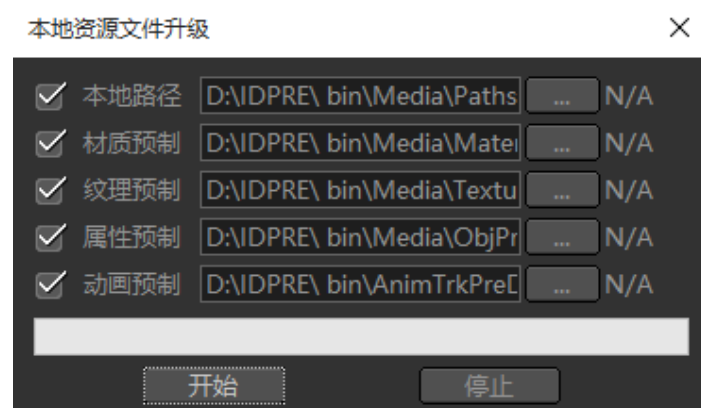 本地资源文件升级
本地路径 D:\IDPRE\ bin\Media\Paths ... N/A
材质预制 D:\IDPRE\ bin\Media\Mater ... N/A
纹理预制 D:\IDPRE\ bin\Media\Textu ... N/A
属性预制 D:\IDPRE\ bin\Media\ObjPr ... N/A
动画预制 D:\IDPRE\ bin\AnimTrkPreD ... N/A
开始 停止